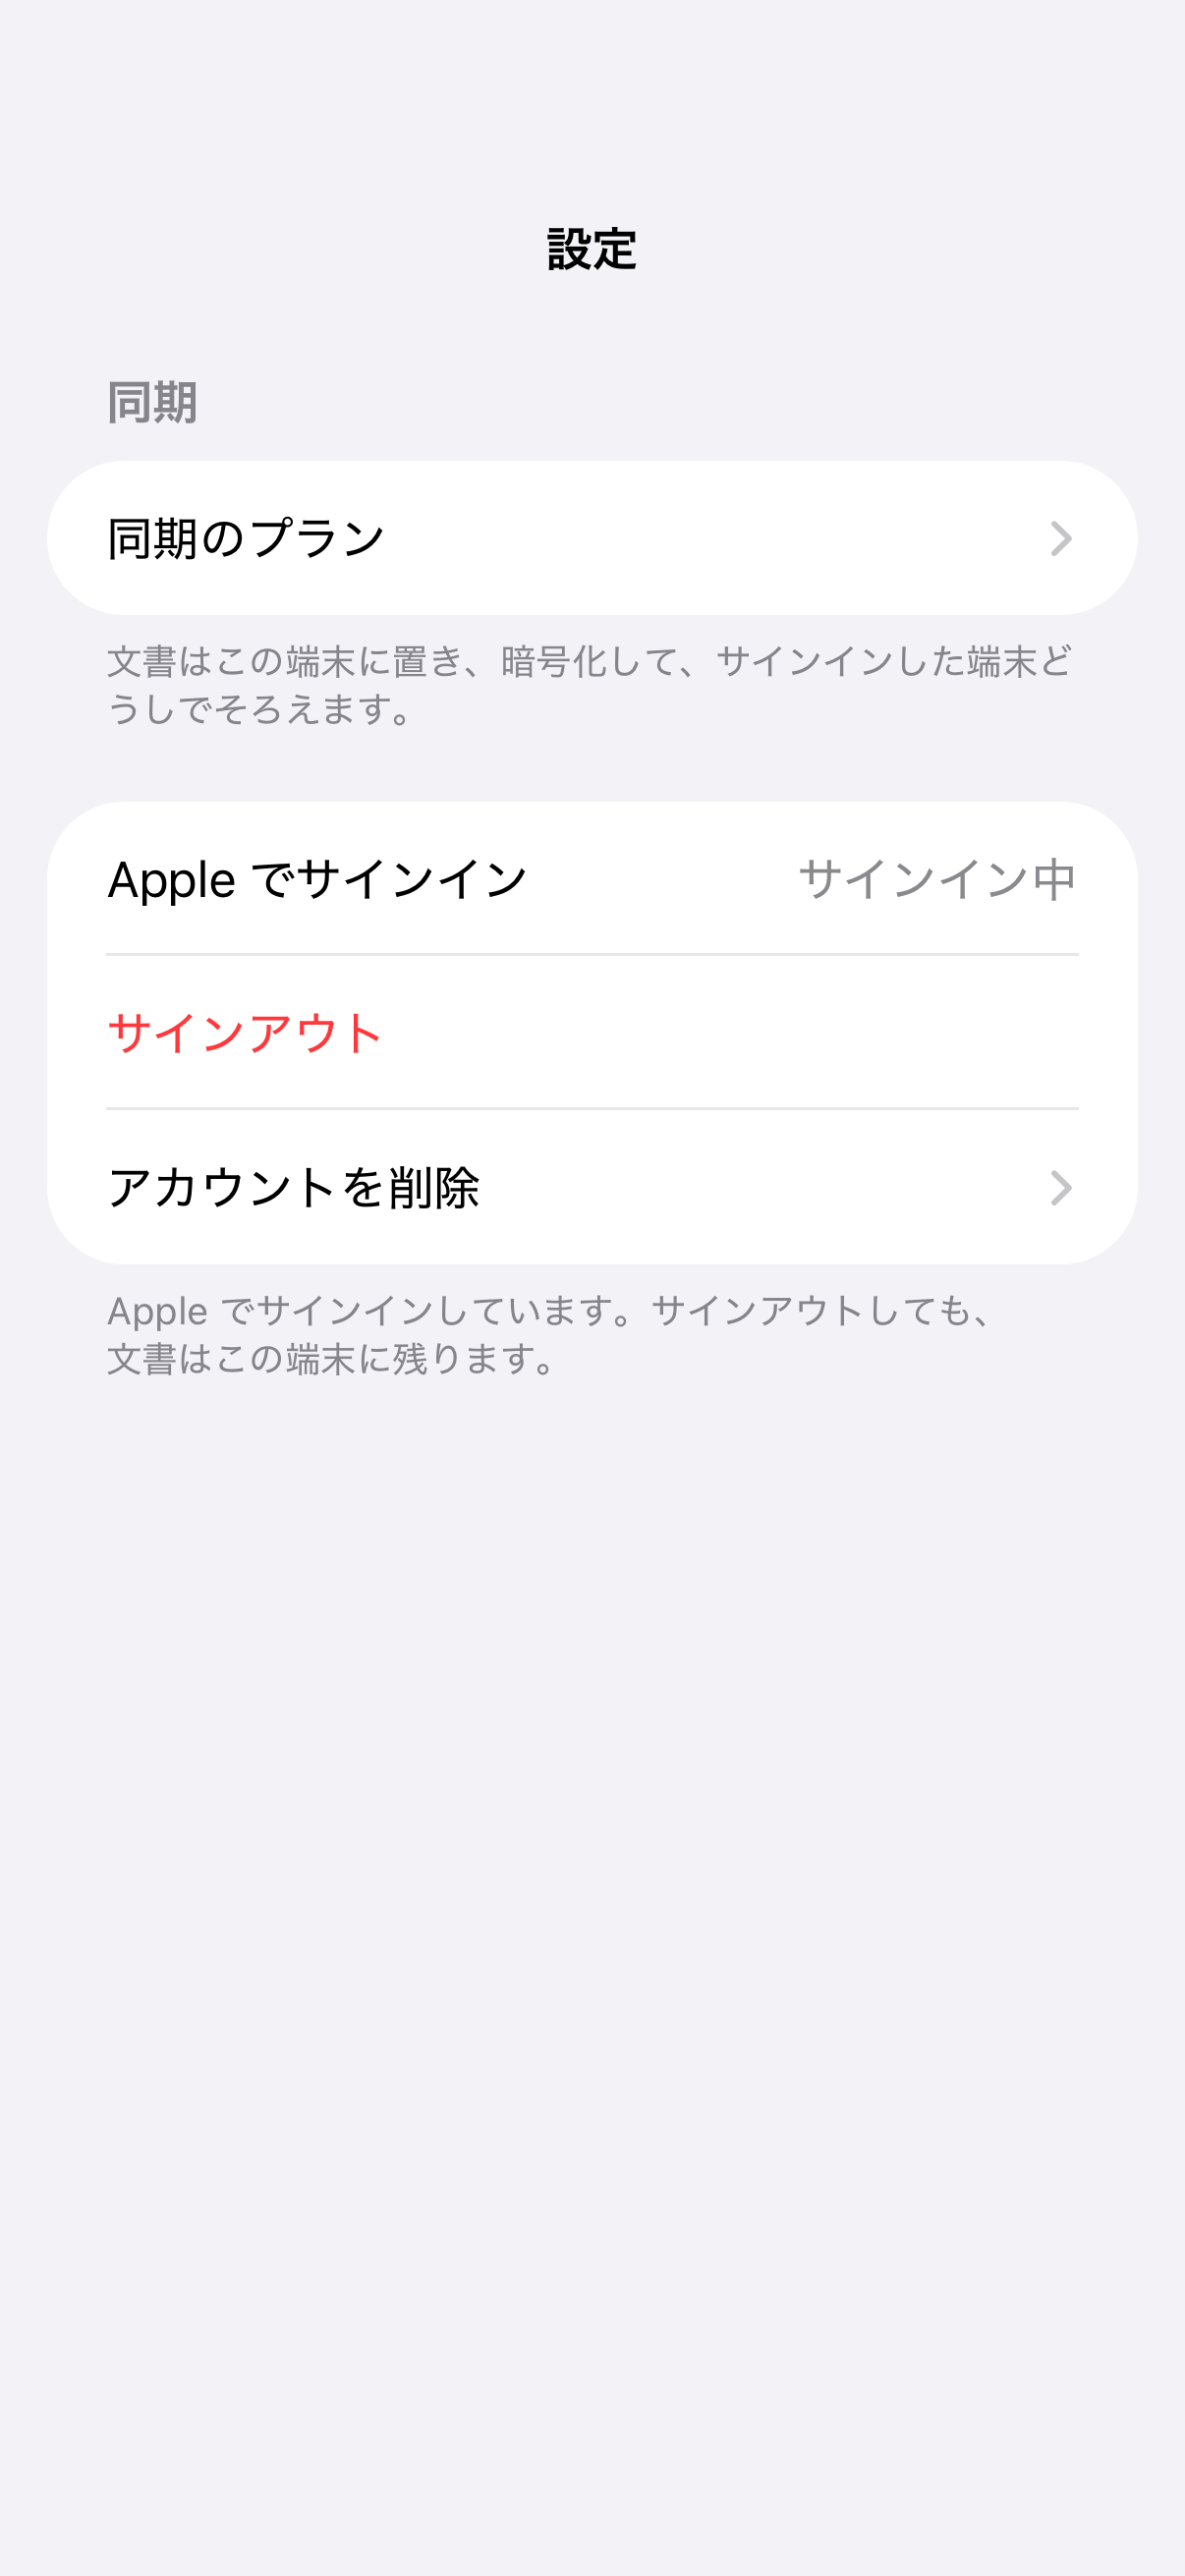 設定
同期
同期のプラン
文書はこの端末に置き、暗号化して、サインインした端末ど
うしでそろえます。
Apple でサインイン サインイン中
サインアウト
アカウントを削除
Apple でサインインしています。サインアウトしても、
文書はこの端末に残ります。